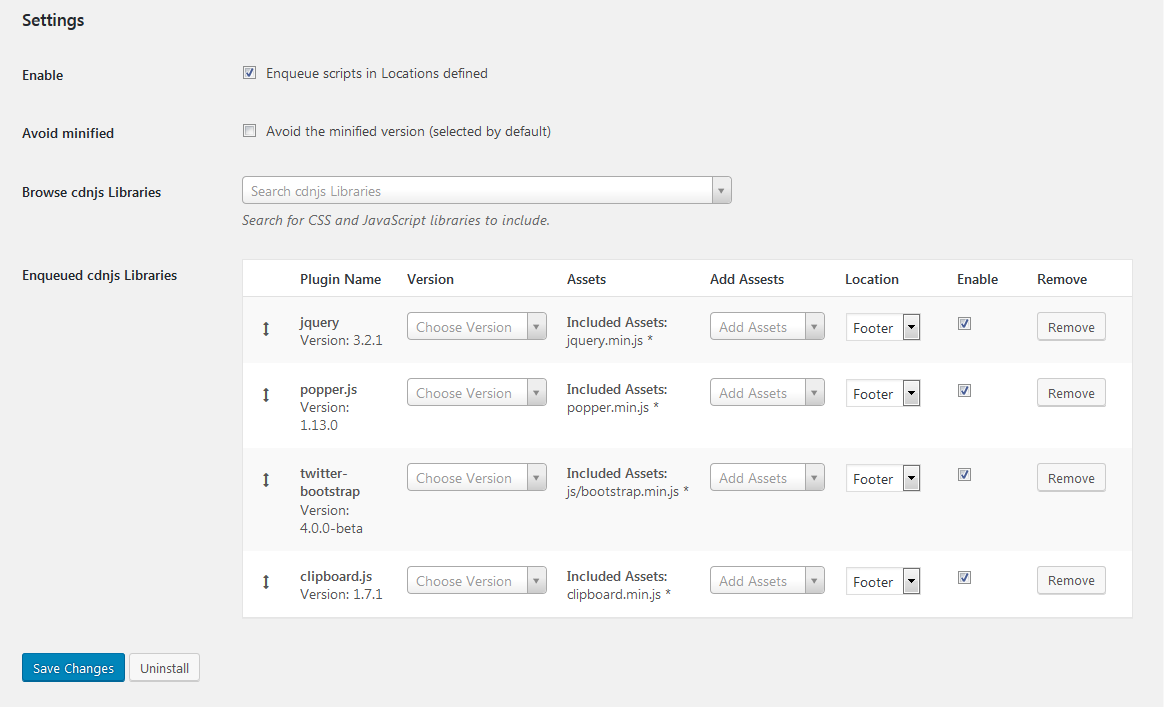 Settings
Enable
Enqueue scripts in Locations defined
Avoid minified
Avoid the minified version (selected by default)
Browse cdnjs Libraries
Search cdnjs Libraries
Search for CSS and JavaScript libraries to include.
Enqueued cdnjs Libraries
Plugin Name Version Assets Add Assests Location Enable Remove
jquery
Version: 3.2.1
Choose Version
Included Assets:
jquery.min.js *
Add Assets
Footer
Remove
popper.js
Version:
1.13.0
Choose Version
Included Assets:
popper.min.js *
Add Assets
Footer
Remove
twitter-
bootstrap
Version:
4.0.0-beta
Choose Version
Included Assets:
js/bootstrap.min.js *
Add Assets
Footer
Remove
clipboard.js
Version: 1.7.1
Choose Version
Included Assets:
clipboard.min.js *
Add Assets
Footer
Remove
Save Changes
Uninstall